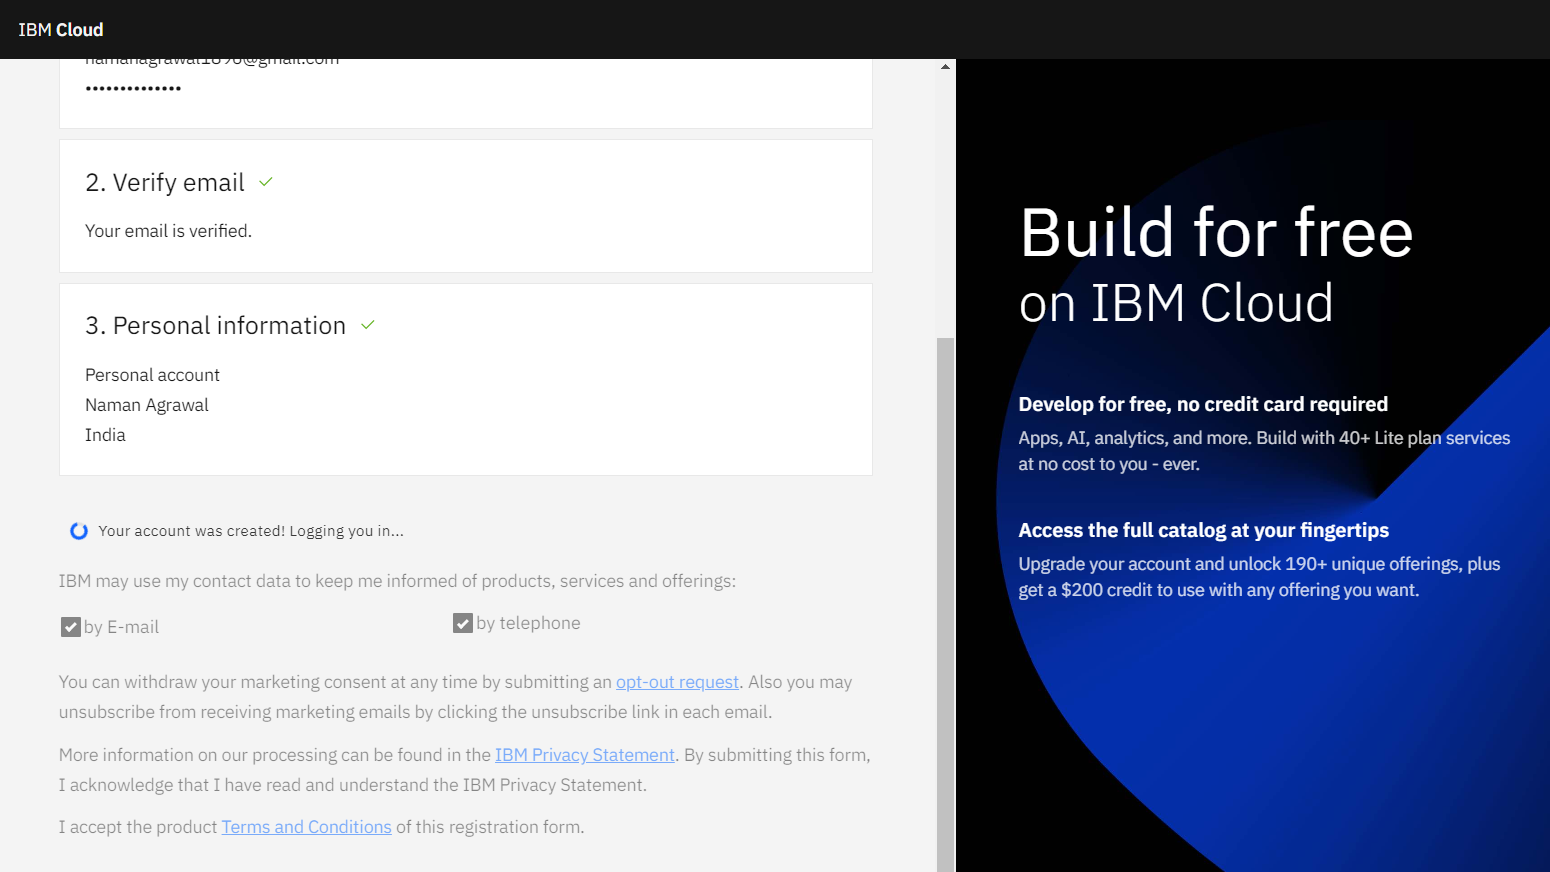 IBM Cloud
••••••••••••••
2. Verify email
Your email is verified.
3. Personal information
Personal account
Naman Agrawal
India
Your account was created! Logging you in...
IBM may use my contact data to keep me informed of products, services and offerings:
by E-mail
by telephone
You can withdraw your marketing consent at any time by submitting an opt-out request. Also you may
unsubscribe from receiving marketing emails by clicking the unsubscribe link in each email.
More information on our processing can be found in the IBM Privacy Statement. By submitting this form,
I acknowledge that I have read and understand the IBM Privacy Statement.
I accept the product Terms and Conditions of this registration form.
Build for free
on IBM Cloud
Develop for free, no credit card required
Apps, AI, analytics, and more. Build with 40+ Lite plan services
at no cost to you - ever.
Access the full catalog at your fingertips
Upgrade your account and unlock 190+ unique offerings, plus
get a $200 credit to use with any offering you want.